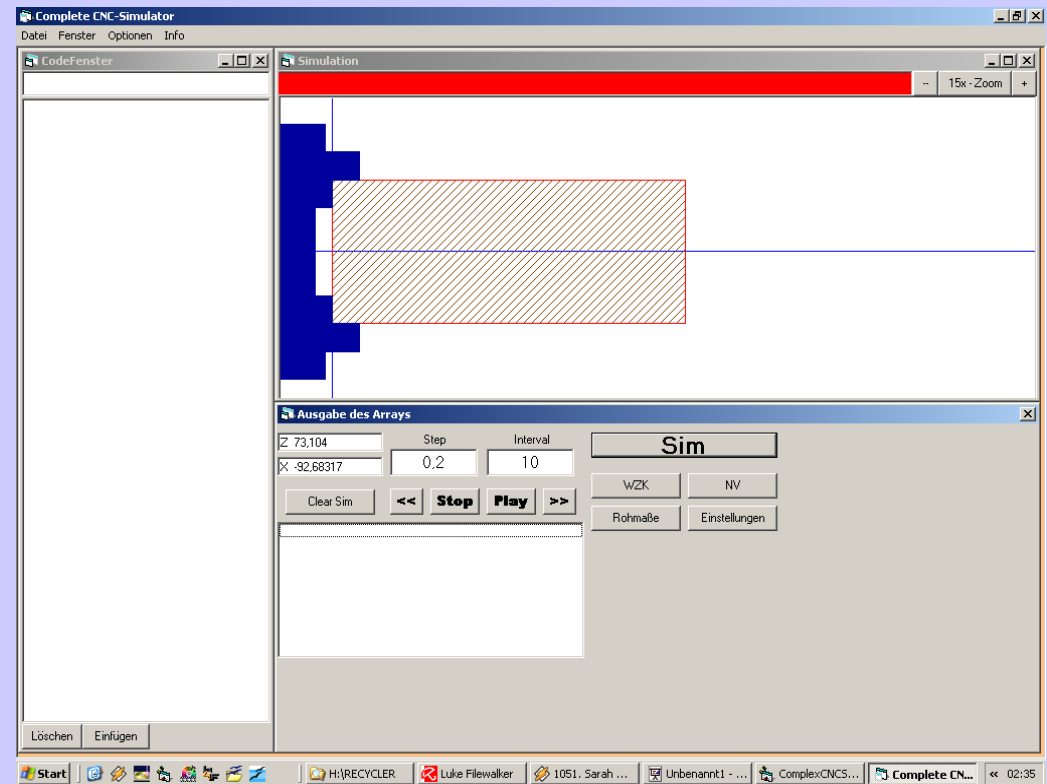 Complete CNC-Simulator
Datei Fenster Optionen Info
CodeFenster
Simulation
-- 15x - Zoom +
Löschen Einfügen
Ausgabe des Arrays
Z 73,104
X -92,68317
Step Interval
0,2 10
Clear Sim << Stop Play >>
Sim
WZK NV
Rohmaße Einstellungen
Start H:\RECYCLER Luke Filewalker 1051. Sarah ... Unbenannt1 - ... ComplexCNCS... Complete CN... « 02:35